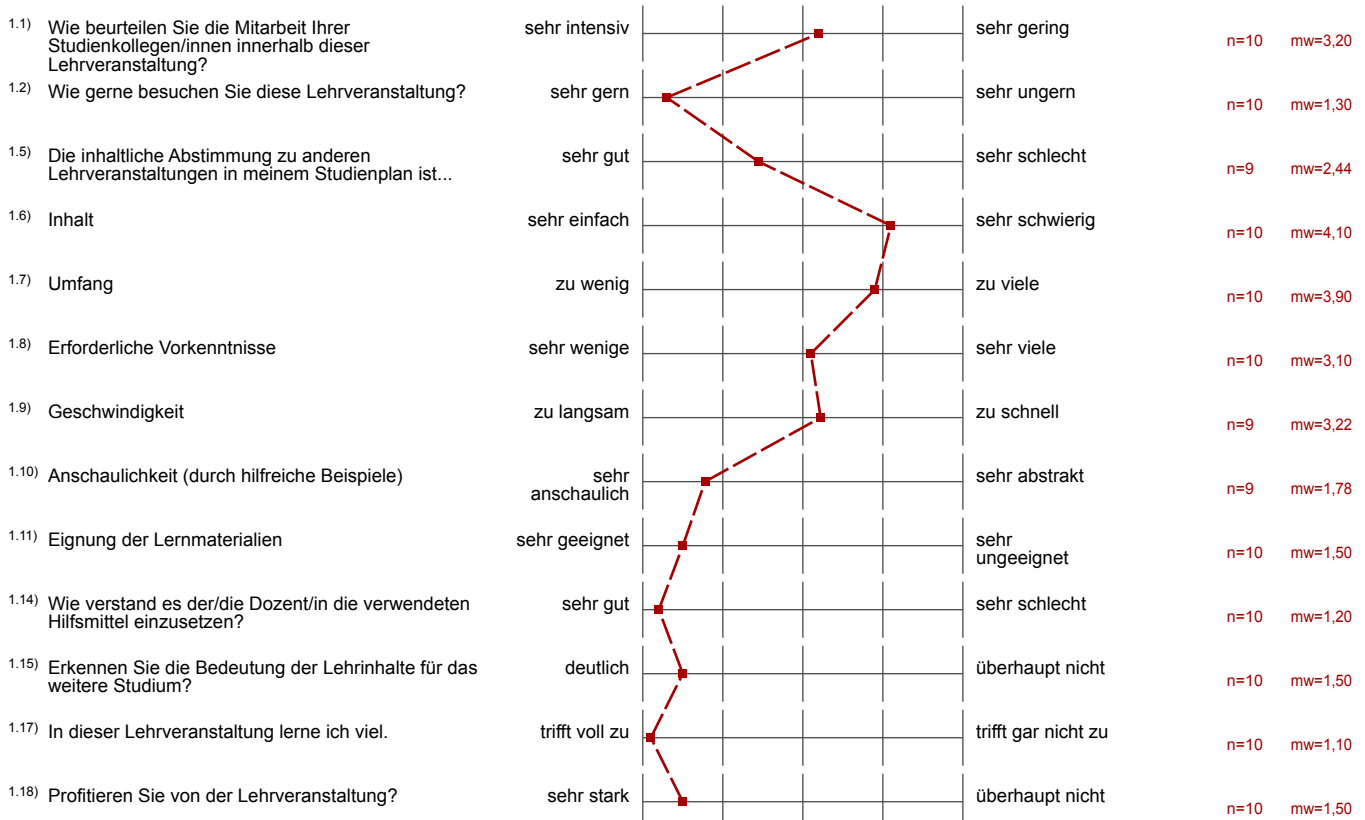 1.1) Wie beurteilen Sie die Mitarbeit Ihrer
Studienkollegen/innen innerhalb dieser
Lehrveranstaltung?
sehr intensiv
sehr gering
n=10 mw=3,20
1.2) Wie gerne besuchen Sie diese Lehrveranstaltung?
sehr gern
sehr ungern
n=10 mw=1,30
1.5) Die inhaltliche Abstimmung zu anderen
Lehrveranstaltungen in meinem Studienplan ist...
sehr gut
sehr schlecht
n=9 mw=2,44
1.6) Inhalt
sehr einfach
sehr schwierig
n=10 mw=4,10
1.7) Umfang
zu wenig
zu viele
n=10 mw=3,90
1.8) Erforderliche Vorkenntnisse
sehr wenige
sehr viele
n=10 mw=3,10
1.9) Geschwindigkeit
zu langsam
zu schnell
n=9 mw=3,22
1.10) Anschaulichkeit (durch hilfreiche Beispiele)
sehr
anschaulich
sehr abstrakt
n=9 mw=1,78
1.11) Eignung der Lernmaterialien
sehr geeignet
sehr
ungeeignet
n=10 mw=1,50
1.14) Wie verstand es der/die Dozent/in die verwendeten
Hilfsmittel einzusetzen?
sehr gut
sehr schlecht
n=10 mw=1,20
1.15) Erkennen Sie die Bedeutung der Lehrinhalte für das
weitere Studium?
deutlich
überhaupt nicht
n=10 mw=1,50
1.17) In dieser Lehrveranstaltung lerne ich viel.
trifft voll zu
trifft gar nicht zu
n=10 mw=1,10
1.18) Profitieren Sie von der Lehrveranstaltung?
sehr stark
überhaupt nicht
n=10 mw=1,50